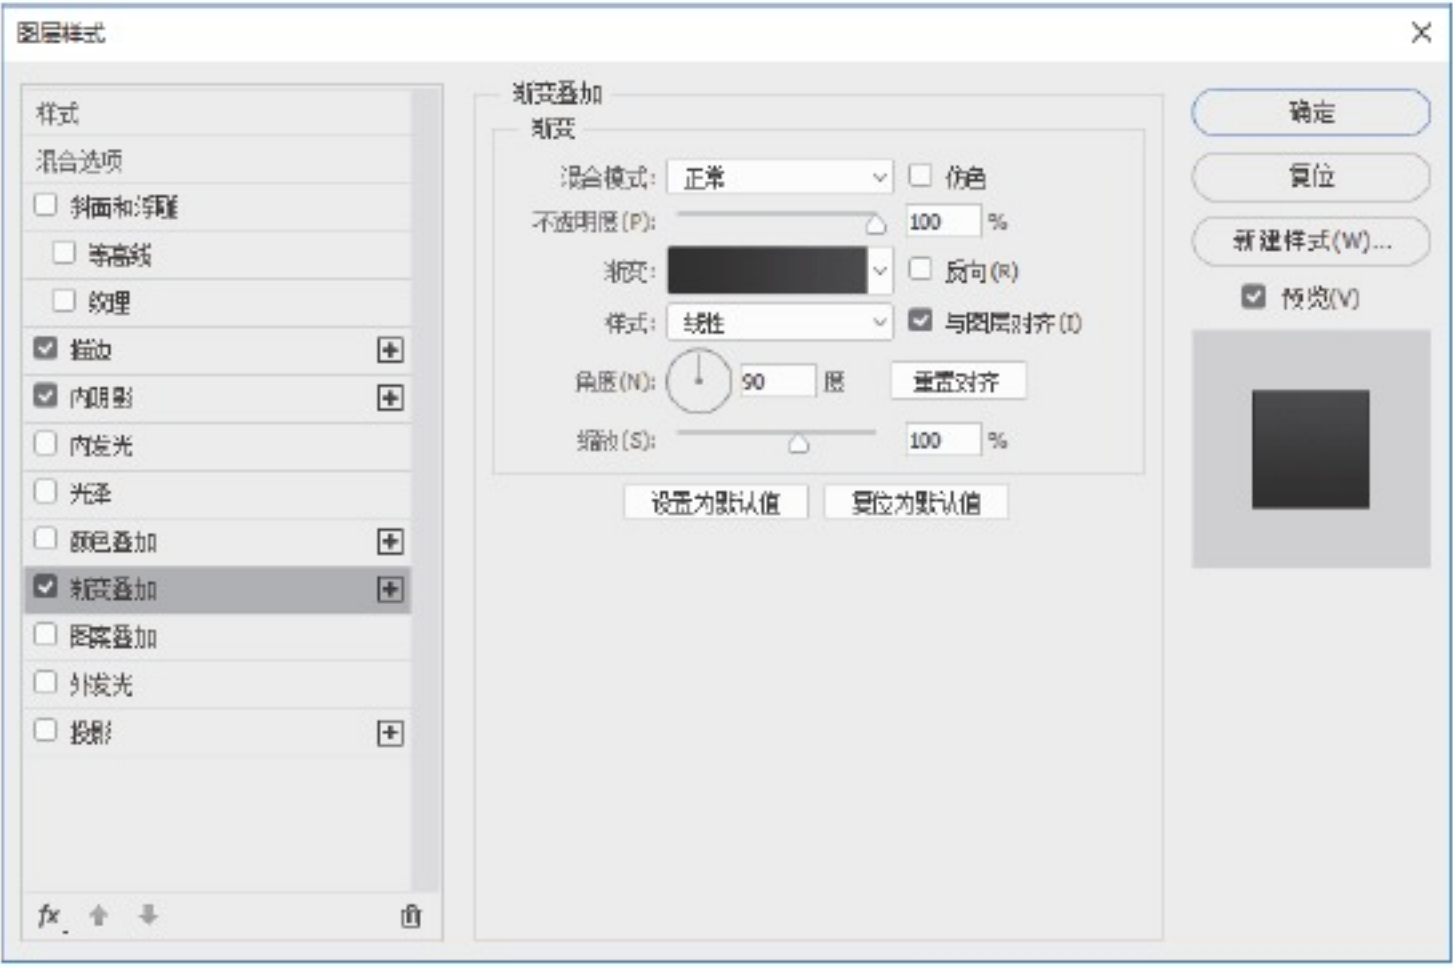 图层样式
样式
混合选项
斜面和浮雕
等高线
纹理
描边
内阴影
内发光
光泽
颜色叠加
渐变叠加
图案叠加
外发光
投影
fx
渐变叠加
渐变
混合模式: 正常 仿色
不透明度(P): 100 %
渐变: 反向(R)
样式: 线性 与图层对齐(I)
角度(N): 90 度 重置对齐
缩放(S): 100 %
设置为默认值 复位为默认值
确定
复位
新建样式(W)...
预览(V)